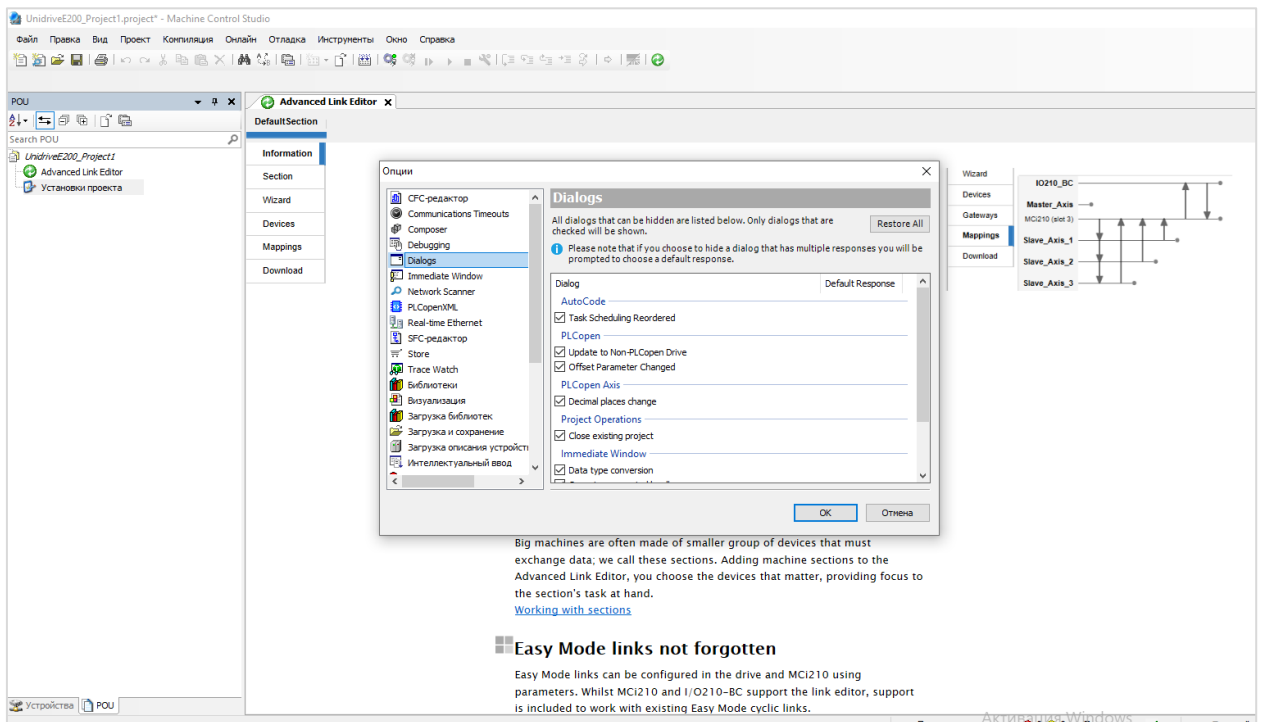 UnidriveE200_Project1.project* - Machine Control Studio
Файл Правка Вид Проект Компиляция Онлайн Отладка Инструменты Окно Справка
POU
Search POU
UnidriveE200_Project1
Advanced Link Editor
Установки проекта
Устройства POU
Advanced Link Editor
DefaultSection
Information
Section
Wizard
Devices
Mappings
Download
Опции
CFC-редактор
Communications Timeouts
Composer
Debugging
Dialogs
Immediate Window
Network Scanner
PLCopenXML
Real-time Ethernet
SFC-редактор
Store
Trace Watch
Библиотеки
Визуализация
Загрузка библиотек
Загрузка и сохранение
Загрузка описания устройств
Интеллектуальный ввод
Dialogs
All dialogs that can be hidden are listed below. Only dialogs that are
checked will be shown.
Restore All
Please note that if you choose to hide a dialog that has multiple responses you will be
prompted to choose a default response.
Dialog Default Response
AutoCode
Task Scheduling Reordered
PLCopen
Update to Non-PLCopen Drive
Offset Parameter Changed
PLCopen Axis
Decimal places change
Project Operations
Close existing project
Immediate Window
Data type conversion
OK Отмена
Wizard
Devices
Gateways
Mappings
Download
IO210_BC
Master_Axis
MCi210 (slot 3)
Slave_Axis_1
Slave_Axis_2
Slave_Axis_3
Big machines are often made of smaller group of devices that must
exchange data; we call these sections. Adding machine sections to the
Advanced Link Editor, you choose the devices that matter, providing focus to
the section's task at hand.
Working with sections
Easy Mode links not forgotten
Easy Mode links can be configured in the drive and MCi210 using
parameters. Whilst MCi210 and I/O210-BC support the link editor, support
is included to work with existing Easy Mode cyclic links.
Активация Windows